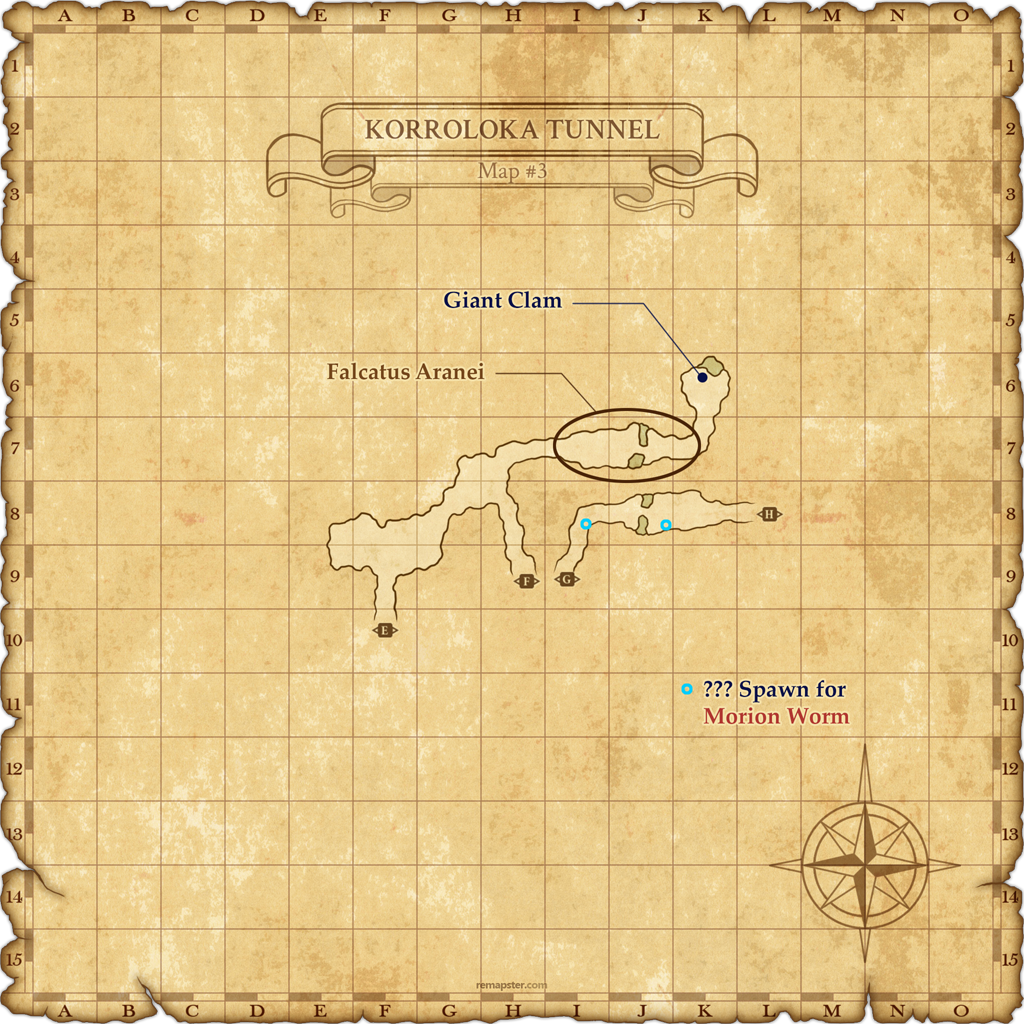 A B C D E F G H I J K L M N O
1 1
2 2
KORROLOKA TUNNEL
Map #3
3 3
4 4
Giant Clam
5 5
Falcatus Aranei
6 6
7 7
8 8
H
9 9
F G
E
10 10
??? Spawn for
Morion Worm
11 11
12 12
13 13
14 14
15 15
remapster.com
A B C D E F G H I J K L M N O